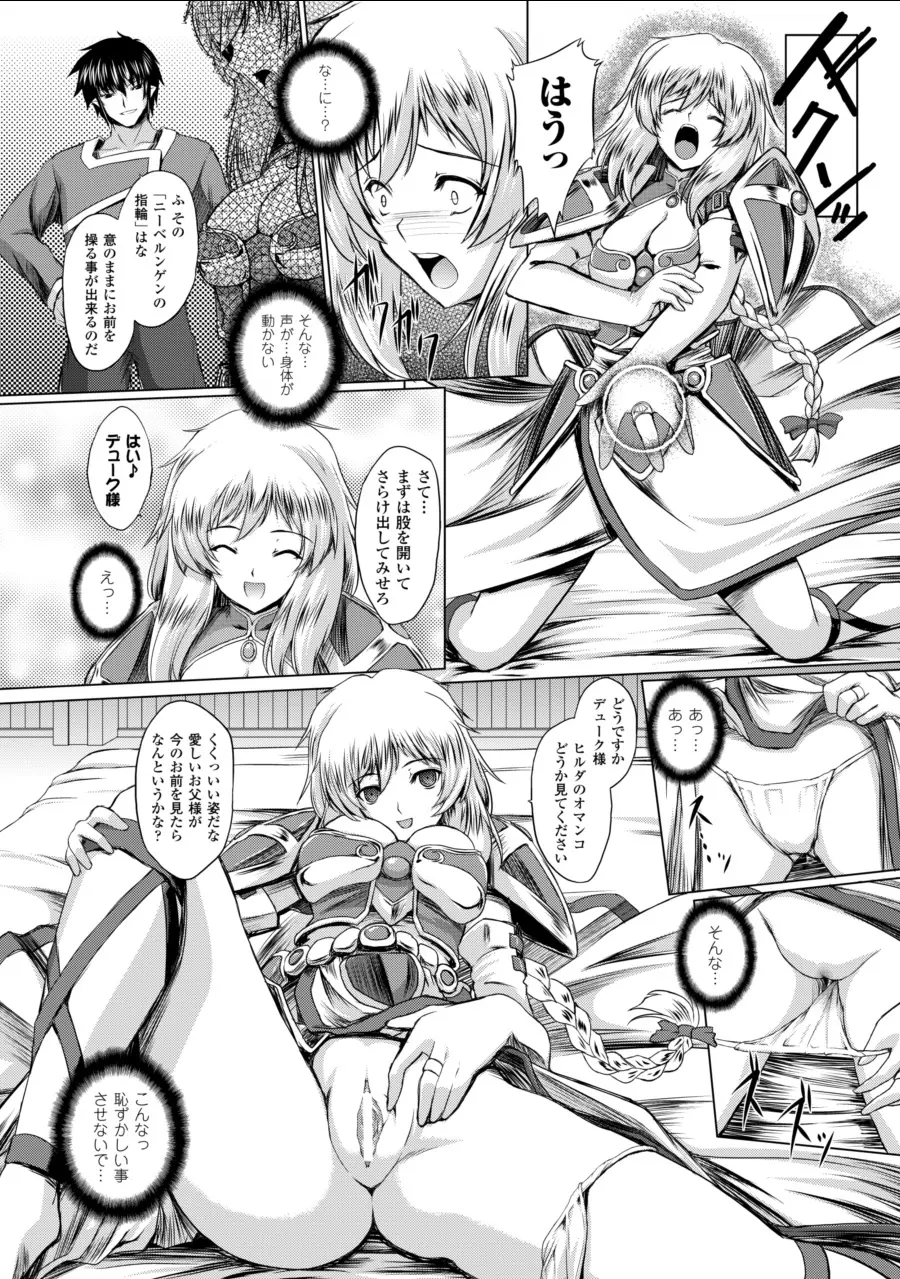 ドクンッ
はうっ
な…に…？
ガクガク
そんな…
声が…身体が
動かない
ふ その
「ニーベルンゲンの
指輪」はな
意のままにお前を
操る事が出来るのだ
さて…
まずは股を開いて
さらけ出してみせろ
はい♪
デューク様
えっ…
あっ…
あっ…
そんな…
ズズ
どうですか
デューク様
ヒルダのオマンコ
どうか見てください
くくっいい姿だな
愛しいお父様が
今のお前を見たら
なんというかな？
こんなっ
恥ずかしい事
させないで…